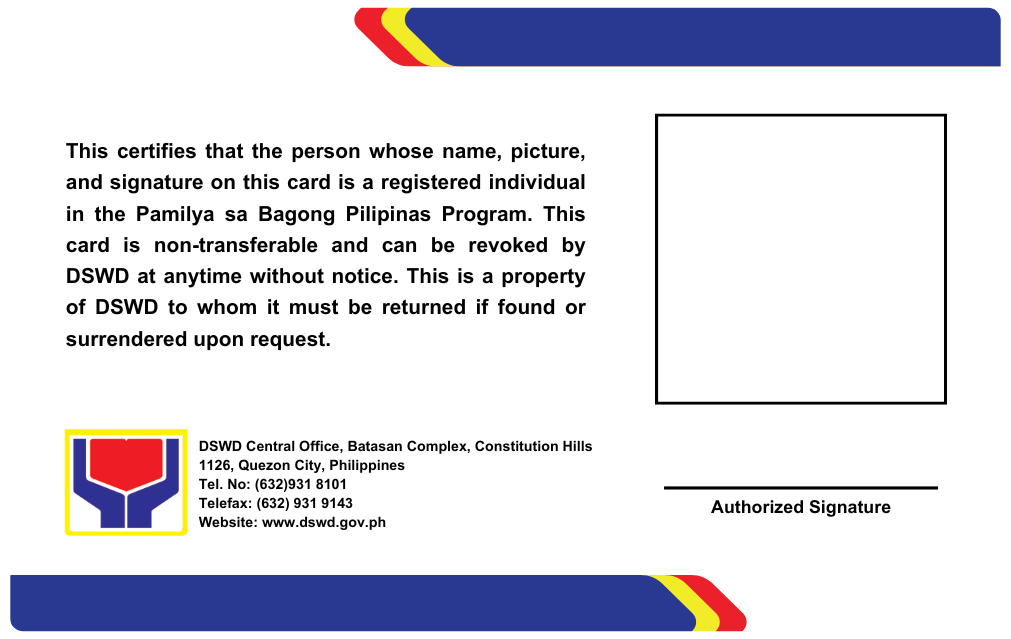 This certifies that the person whose name, picture,
and signature on this card is a registered individual
in the Pamilya sa Bagong Pilipinas Program. This
card is non-transferable and can be revoked by
DSWD at anytime without notice. This is a property
of DSWD to whom it must be returned if found or
surrendered upon request.
DSWD Central Office, Batasan Complex, Constitution Hills
1126, Quezon City, Philippines
Tel. No: (632)931 8101
Telefax: (632) 931 9143
Website: www.dswd.gov.ph
Authorized Signature